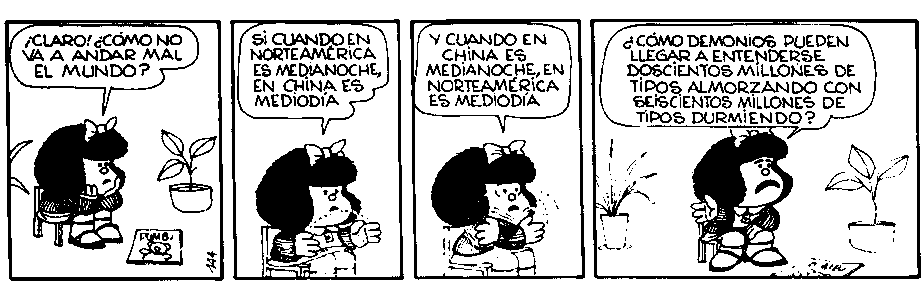 ¡CLARO! ¿CÓMO NO
VA A ANDAR MAL
EL MUNDO?
SI CUANDO EN
NORTEAMÉRICA
ES MEDIANOCHE,
EN CHINA ES
MEDIODÍA
Y CUANDO EN
CHINA ES
MEDIANOCHE, EN
NORTEAMÉRICA
ES MEDIODÍA
¿CÓMO DEMONIOS PUEDEN
LLEGAR A ENTENDERSE
DOSCIENTOS MILLONES DE
TIPOS ALMORZANDO CON
SEISCIENTOS MILLONES DE
TIPOS DURMIENDO?